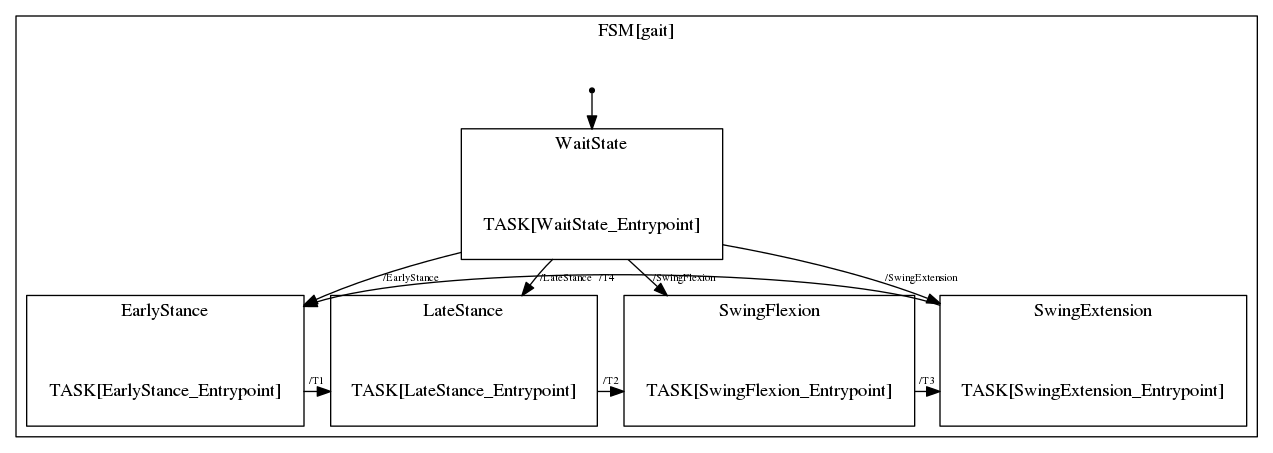 FSM[gait]
WaitState
TASK[WaitState_Entrypoint]
/EarlyStance
/LateStance
/T4
/SwingFlexion
/SwingExtension
EarlyStance
LateStance
SwingFlexion
SwingExtension
TASK[EarlyStance_Entrypoint]
/T1
TASK[LateStance_Entrypoint]
/T2
TASK[SwingFlexion_Entrypoint]
/T3
TASK[SwingExtension_Entrypoint]